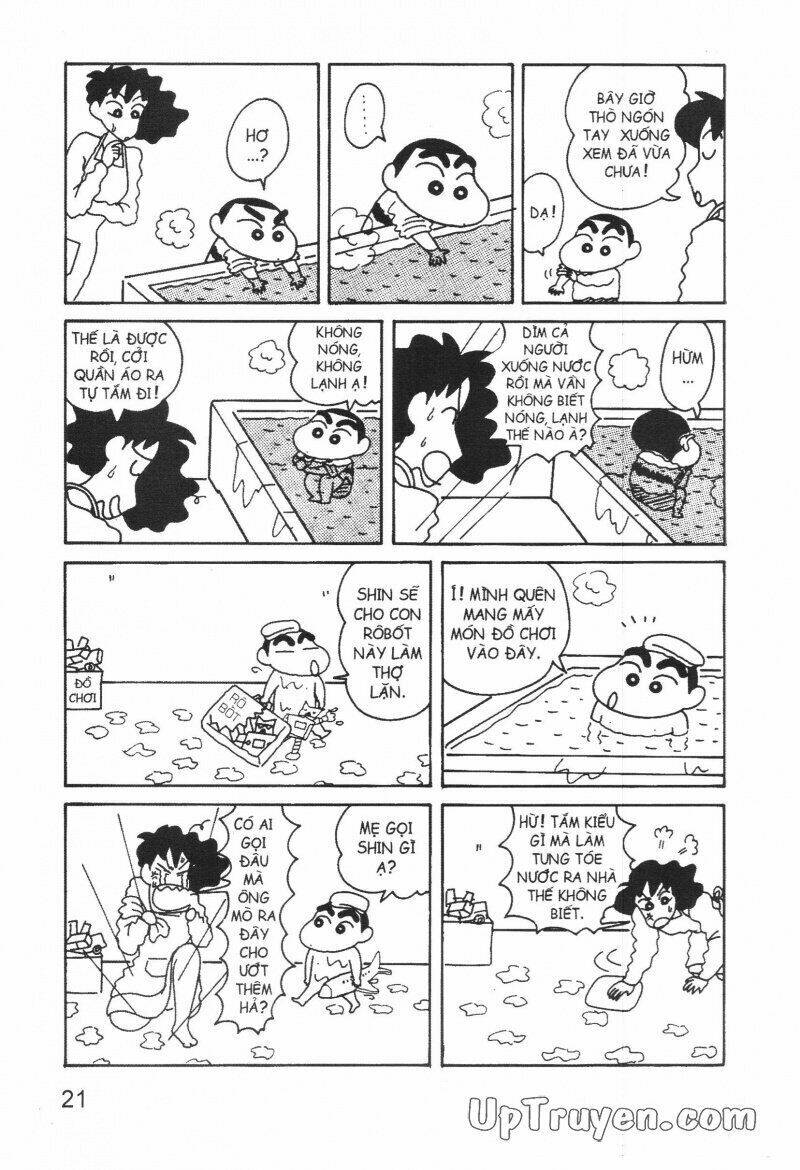 BÂY GIỜ
THÒ NGÓN
TAY XUỐNG
XEM ĐÃ VỪA
CHƯA!
DẠ!
......
HƠ
...?
HỪM
...
DÌM CẢ
NGƯỜI
XUỐNG NƯỚC
RỒI MÀ VẪN
KHÔNG BIẾT
NÓNG, LẠNH
THẾ NÀO À?
KHÔNG
NÓNG,
KHÔNG
LẠNH Ạ!
THẾ LÀ ĐƯỢC
RỒI, CỞI
QUẦN ÁO RA
TỰ TẮM ĐI!
Í! MÌNH QUÊN
MANG MẤY
MÓN ĐỒ CHƠI
VÀO ĐÂY.
SHIN SẼ
CHO CON
RÔBỐT
NÀY LÀM
THỢ
LẶN.
RÔ
BỐT
ĐỒ
CHƠI
HỪ! TẮM KIỂU
GÌ MÀ LÀM
TUNG TÓE
NƯỚC RA NHÀ
THẾ KHÔNG
BIẾT.
MẸ GỌI
SHIN GÌ
Ạ?
CÓ AI
GỌI
ĐÂU
MÀ
ÔNG
MÒ RA
ĐÂY
CHO
ƯỚT
THÊM
HẢ?
21
UpTruyen.com